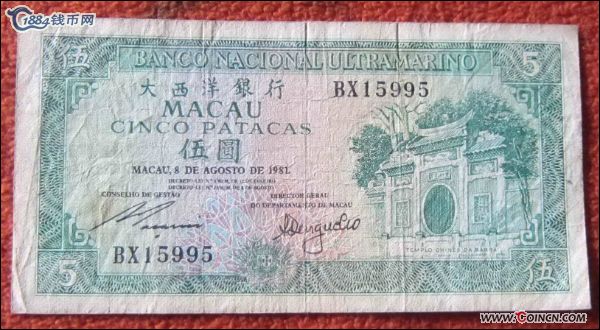 1884钱币网
伍 BANCO NACIONAL ULTRAMARINO 5
大西洋銀行 BX15995
MACAU
CINCO PATACAS
伍圓
MACAU, 8 DE AGOSTO DE 1981.
CONSELHO DE GESTÃO DIRECTOR GERAL
DO DEPARTAMENTO DE MACAU
BX15995
TEMPLO CHINES DA BARRA
5 伍
www.COINCN.com